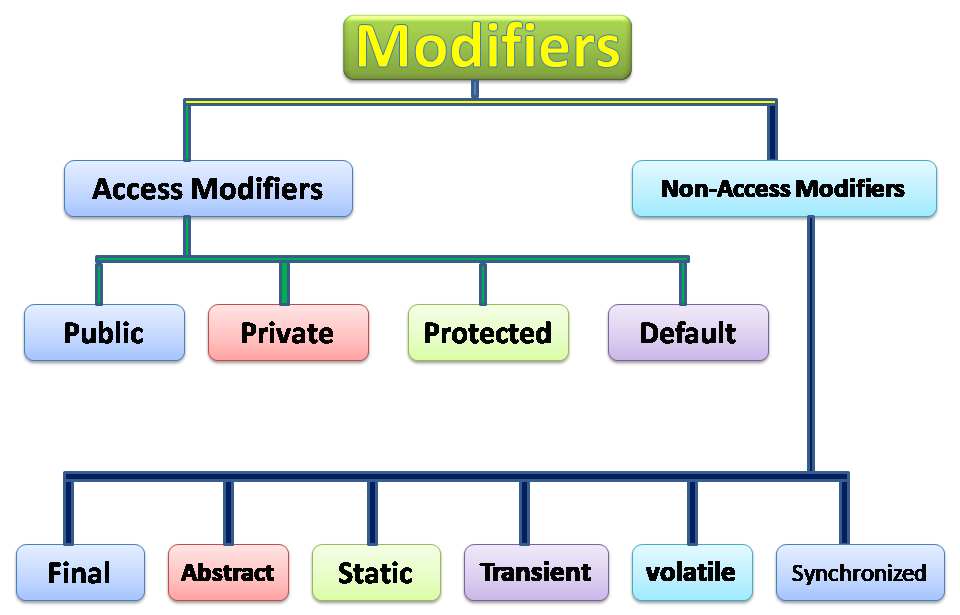 Modifiers
Access Modifiers
Non-Access Modifiers
Public
Private
Protected
Default
Final
Abstract
Static
Transient
volatile
Synchronized